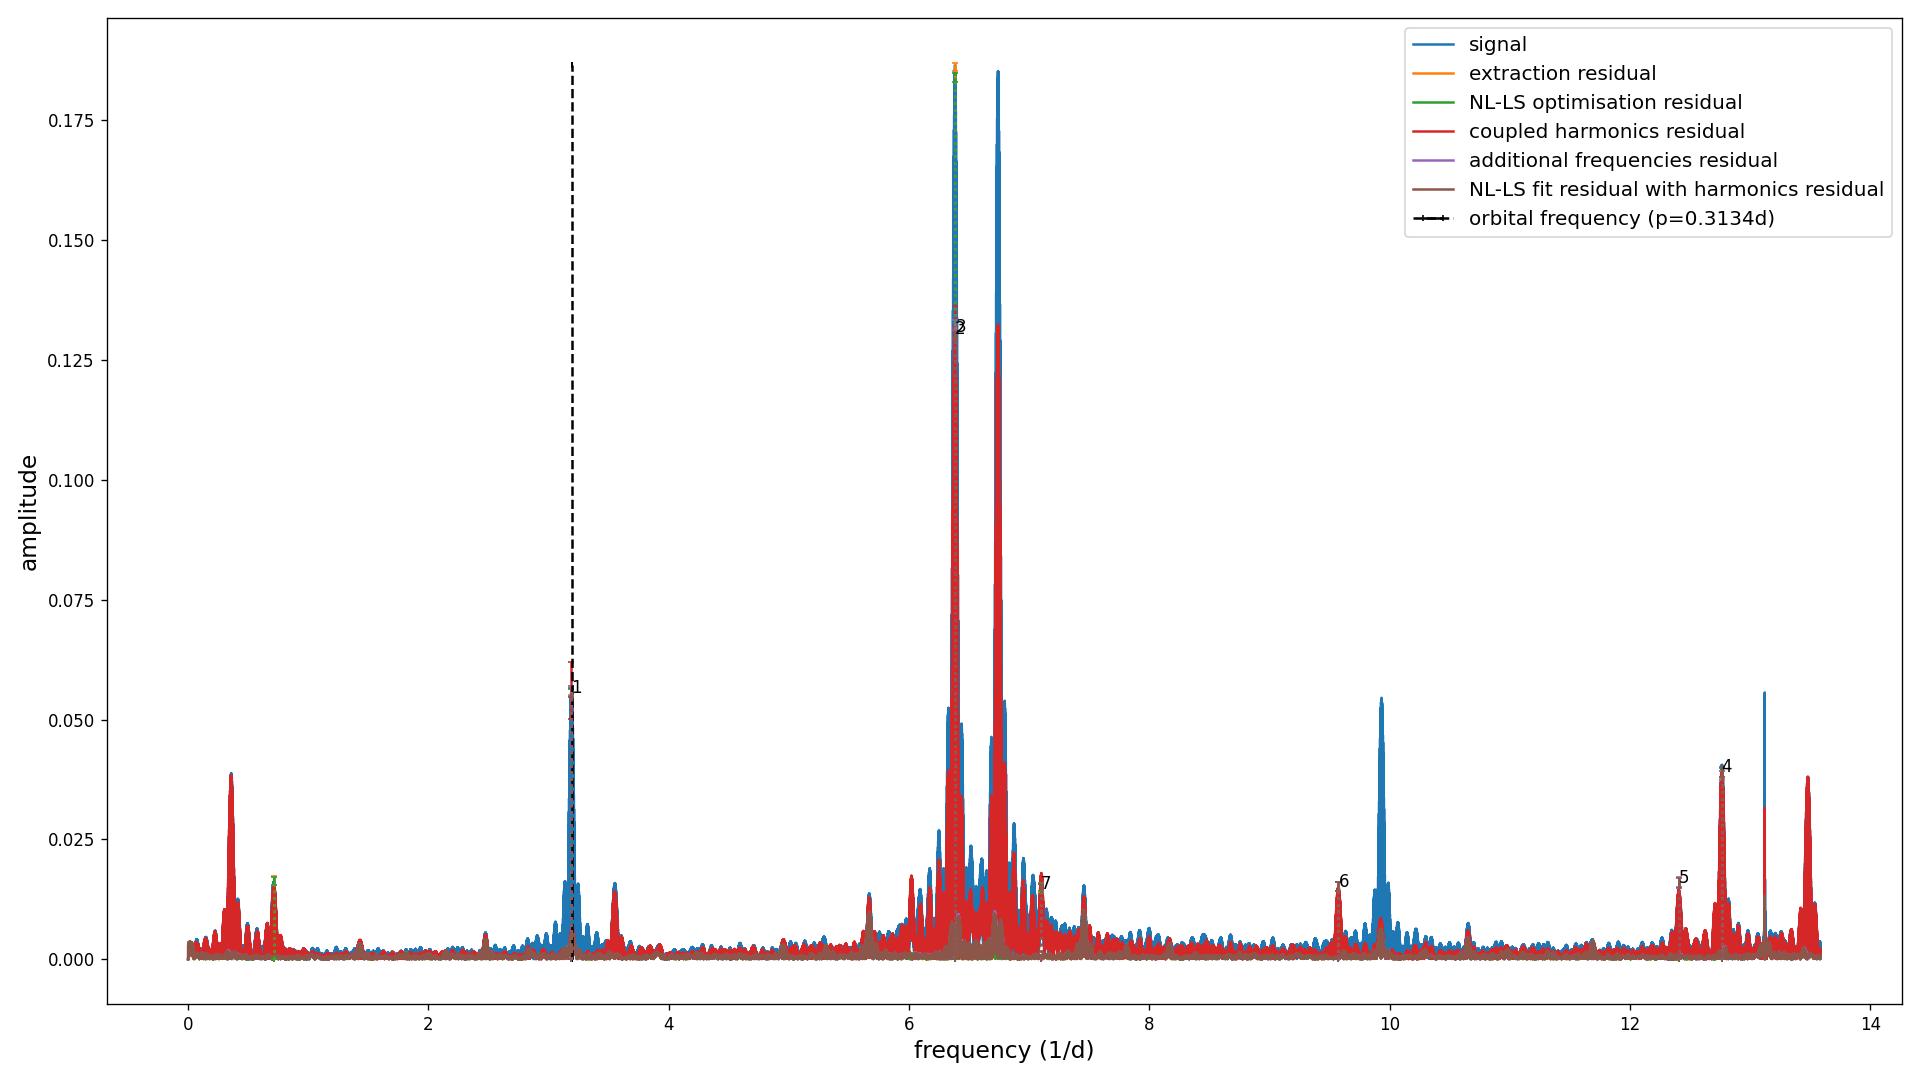 signal
extraction residual
NL-LS optimisation residual
coupled harmonics residual
additional frequencies residual
NL-LS fit residual with harmonics residual
orbital frequency (p=0.3134d)
amplitude
0.175
0.150
0.125
0.100
0.075
0.050
0.025
0.000
1
2
3
4
5
6
7
0 2 4 6 8 10 12 14
frequency (1/d)